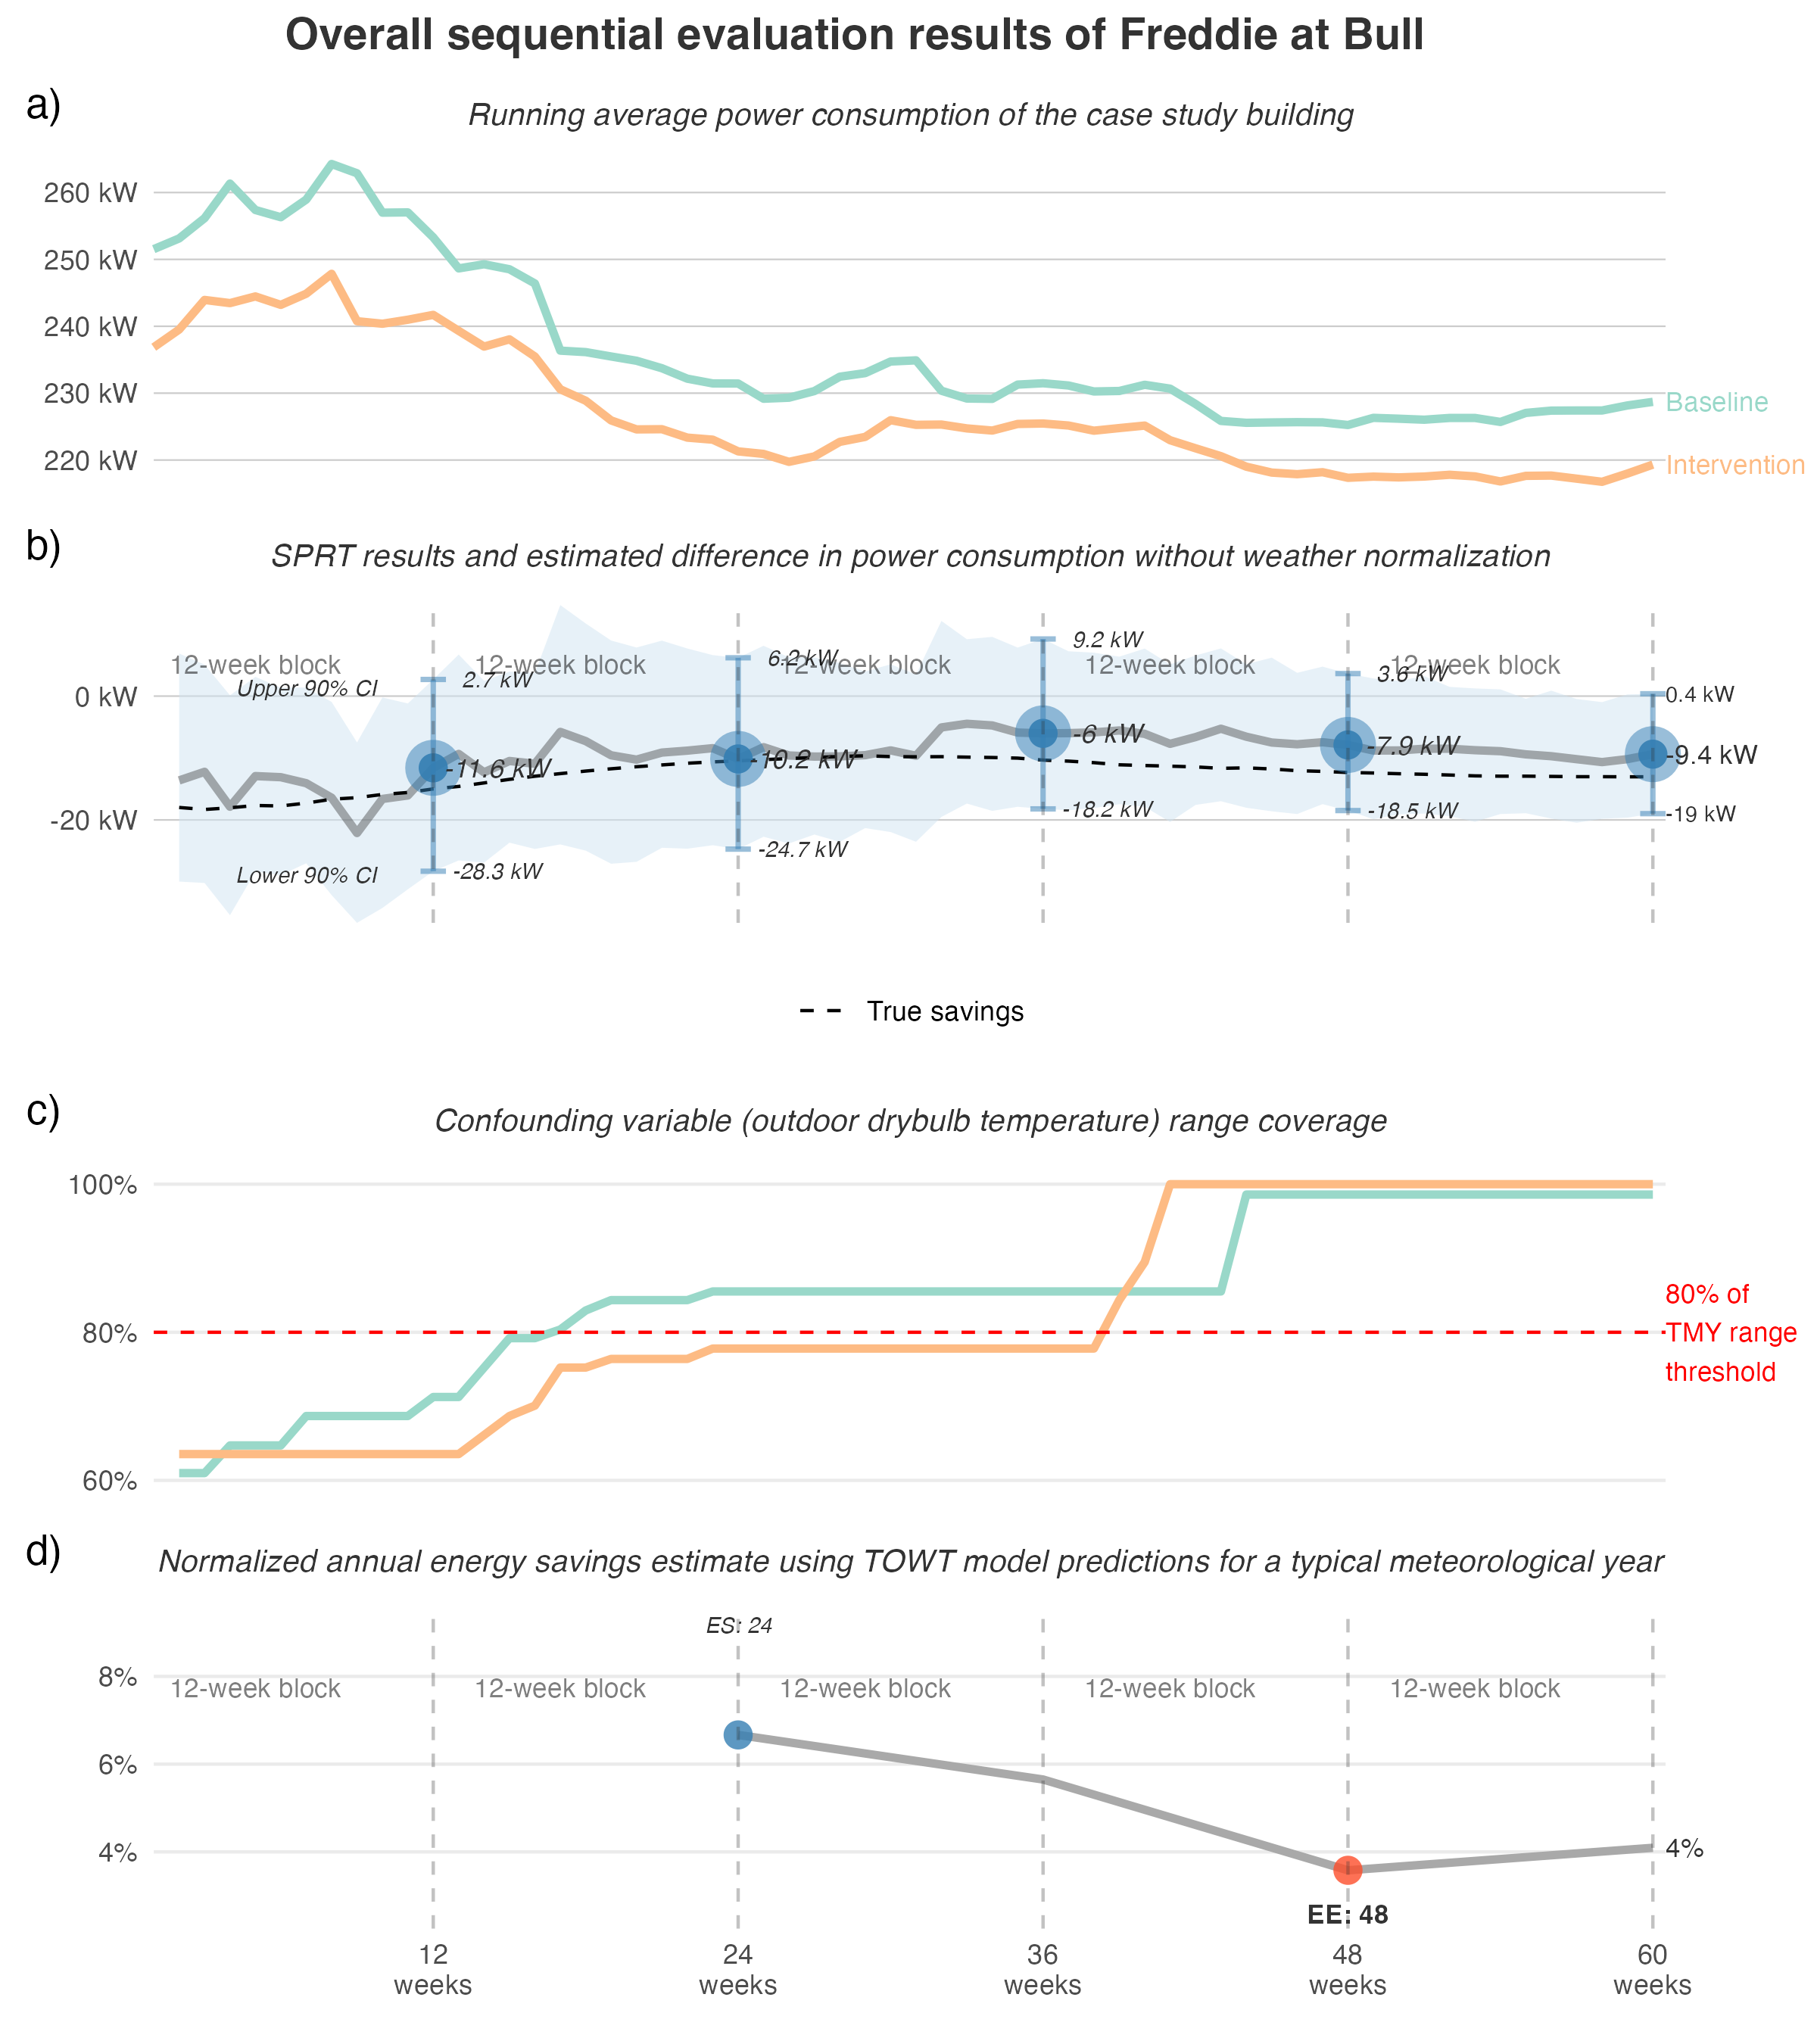 Overall sequential evaluation results of Freddie at Bull
a)
Running average power consumption of the case study building
260 kW
250 kW
240 kW
230 kW
220 kW
Baseline
Intervention
b)
SPRT results and estimated difference in power consumption without weather normalization
12-week block
12-week block
12-week block
12-week block
12-week block
Upper 90% CI
2.7 kW
6.2 kW
9.2 kW
3.6 kW
0.4 kW
0 kW
-11.6 kW
-10.2 kW
-6 kW
-7.9 kW
-9.4 kW
-20 kW
Lower 90% CI
-28.3 kW
-24.7 kW
-18.2 kW
-18.5 kW
-19 kW
True savings
c)
Confounding variable (outdoor drybulb temperature) range coverage
100%
80%
60%
80% of
TMY range
threshold
d)
Normalized annual energy savings estimate using TOWT model predictions for a typical meteorological year
ES: 24
8%
12-week block
12-week block
12-week block
12-week block
12-week block
6%
4%
4%
EE: 48
12
weeks
24
weeks
36
weeks
48
weeks
60
weeks